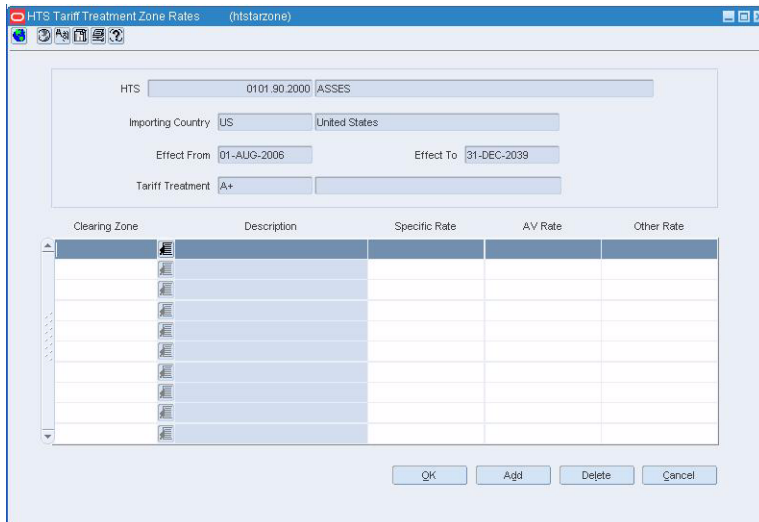 HTS Tariff Treatment Zone Rates (htstarzone)
HTS 0101.90.2000 ASSES
Importing Country US United States
Effect From 01-AUG-2006 Effect To 31-DEC-2039
Tariff Treatment A+
Clearing Zone Description Specific Rate AV Rate Other Rate
OK Add Delete Cancel